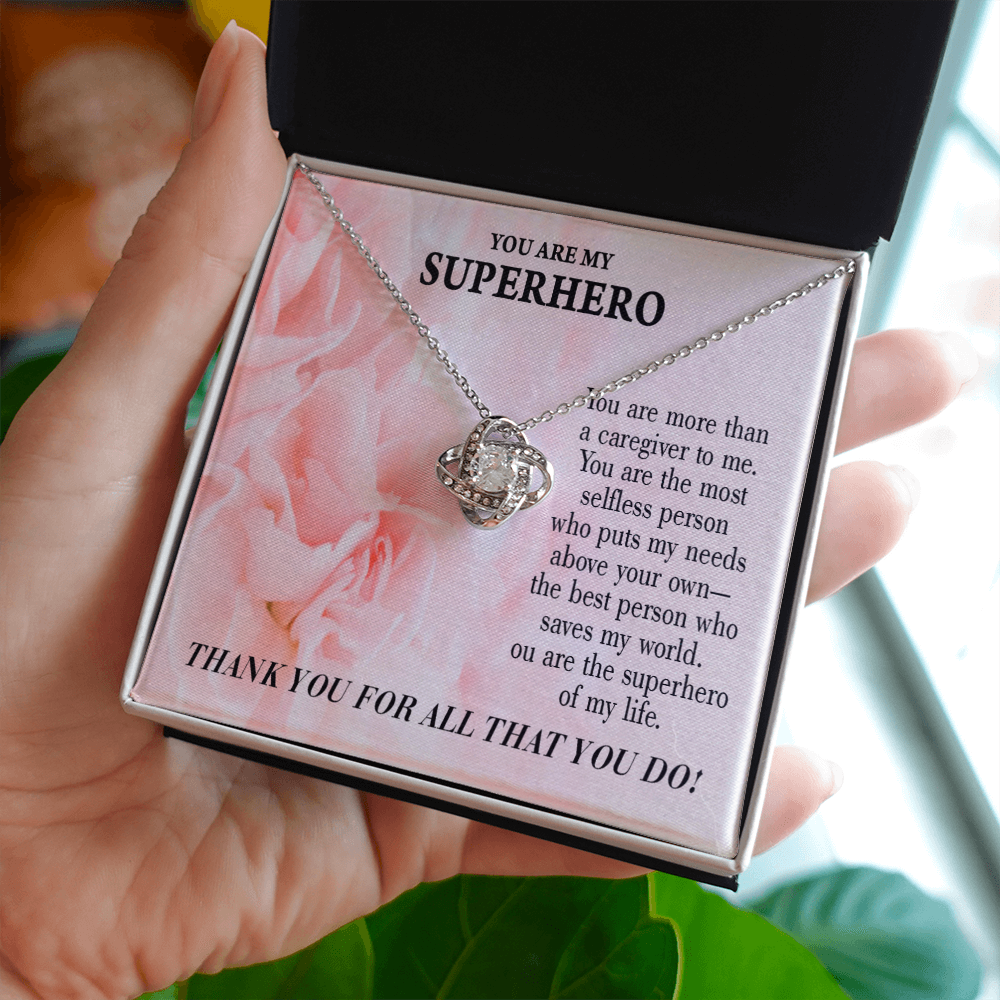 YOU ARE MY
SUPERHERO
You are more than
a caregiver to me.
You are the most
selfless person
who puts my needs
above your own—
the best person who
saves my world.
ou are the superhero
of my life.
THANK YOU FOR ALL THAT YOU DO!